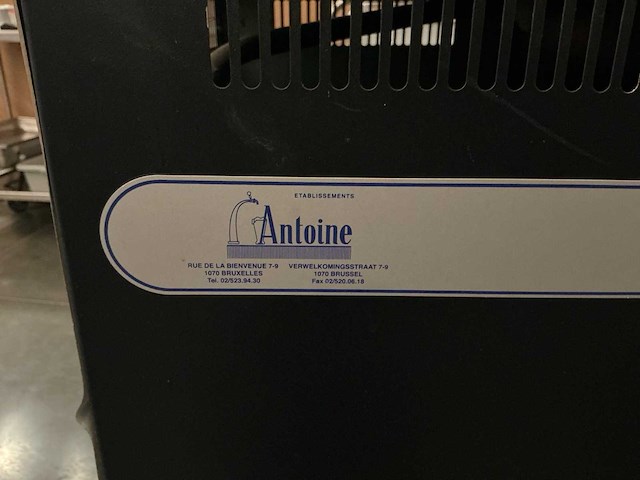 ETABLISSEMENTS
Antoine
RUE DE LA BIENVENUE 7-9 VERWELKOMINGSSTRAAT 7-9
1070 BRUXELLES 1070 BRUSSEL
Tel. 02/523.94.30 Fax 02/520.06.18